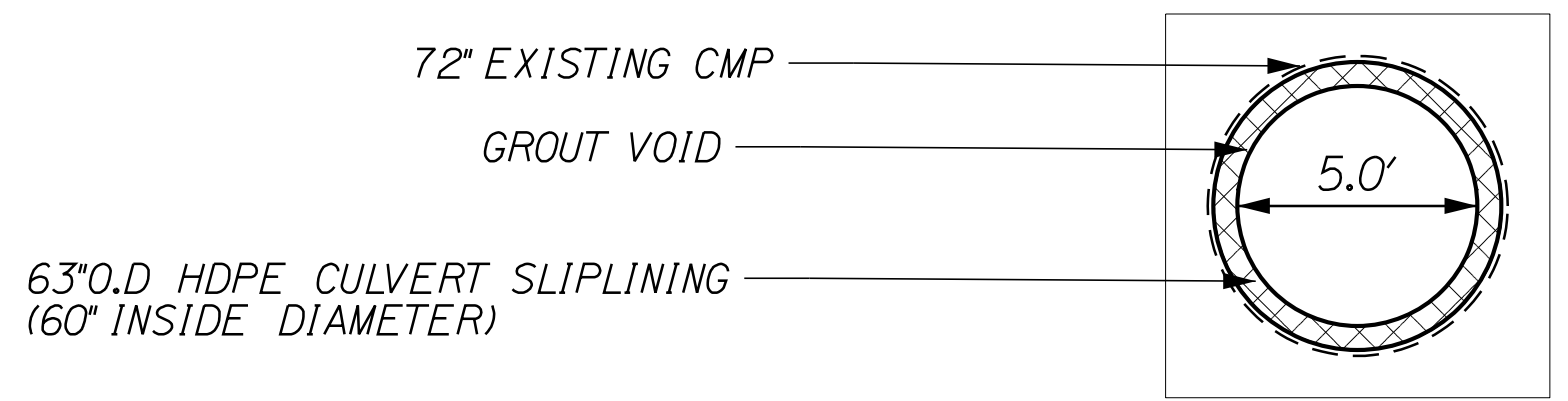 72" EXISTING CMP
GROUT VOID
5.0'
63"O.D HDPE CULVERT SLIPLINING
(60" INSIDE DIAMETER)